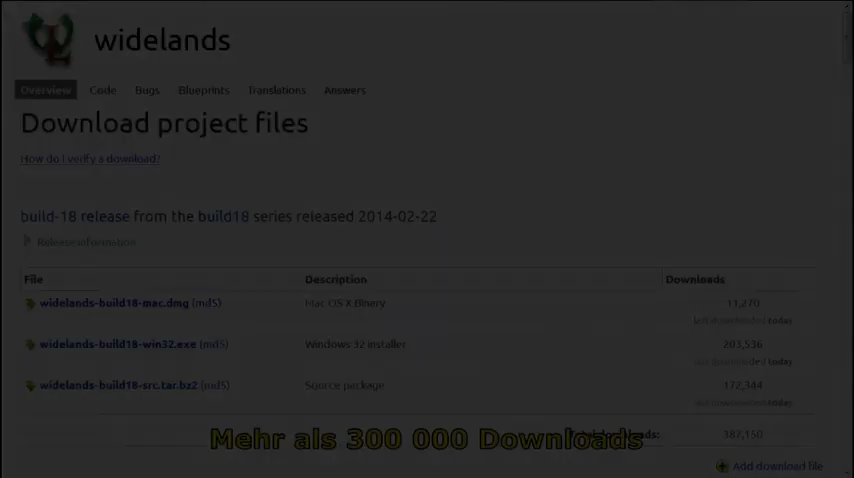 widelands
Overview Code Bugs Blueprints Translations Answers
Download project files
How do I verify a download?
build-18 release from the build18 series released 2014-02-22
Release information
File Description Downloads
widelands-build18-mac.dmg (md5) Mac OS X Binary 11,270
last downloaded today
widelands-build18-win32.exe (md5) Windows 32 installer 203,536
last downloaded today
widelands-build18-src.tar.bz2 (md5) Source package 172,344
last downloaded today
Mehr als 300 000 Downloads
387,150
Add download file